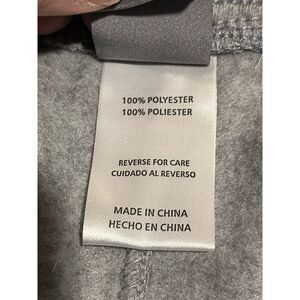 100% POLYESTER
100% POLIESTER
REVERSE FOR CARE
CUIDADO AL REVERSO
MADE IN CHINA
HECHO EN CHINA